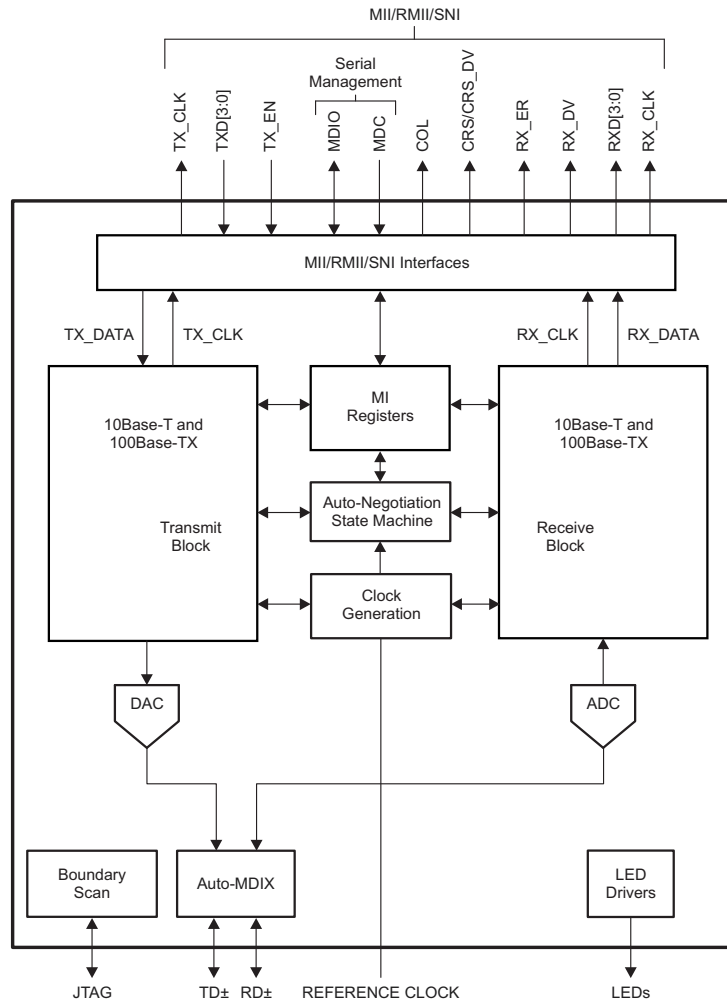 MII/RMII/SNI
Serial
Management
TX_CLK
TXD[3:0]
TX_EN
MDIO
MDC
COL
CRS/CRS_DV
RX_ER
RX_DV
RXD[3:0]
RX_CLK
MII/RMII/SNI Interfaces
TX_DATA
TX_CLK
RX_CLK
RX_DATA
10Base-T and
100Base-TX
Transmit
Block
MI
Registers
Auto-Negotiation
State Machine
Clock
Generation
10Base-T and
100Base-TX
Receive
Block
DAC
ADC
Boundary
Scan
Auto-MDIX
LED
Drivers
JTAG
TD±
RD±
REFERENCE CLOCK
LEDs